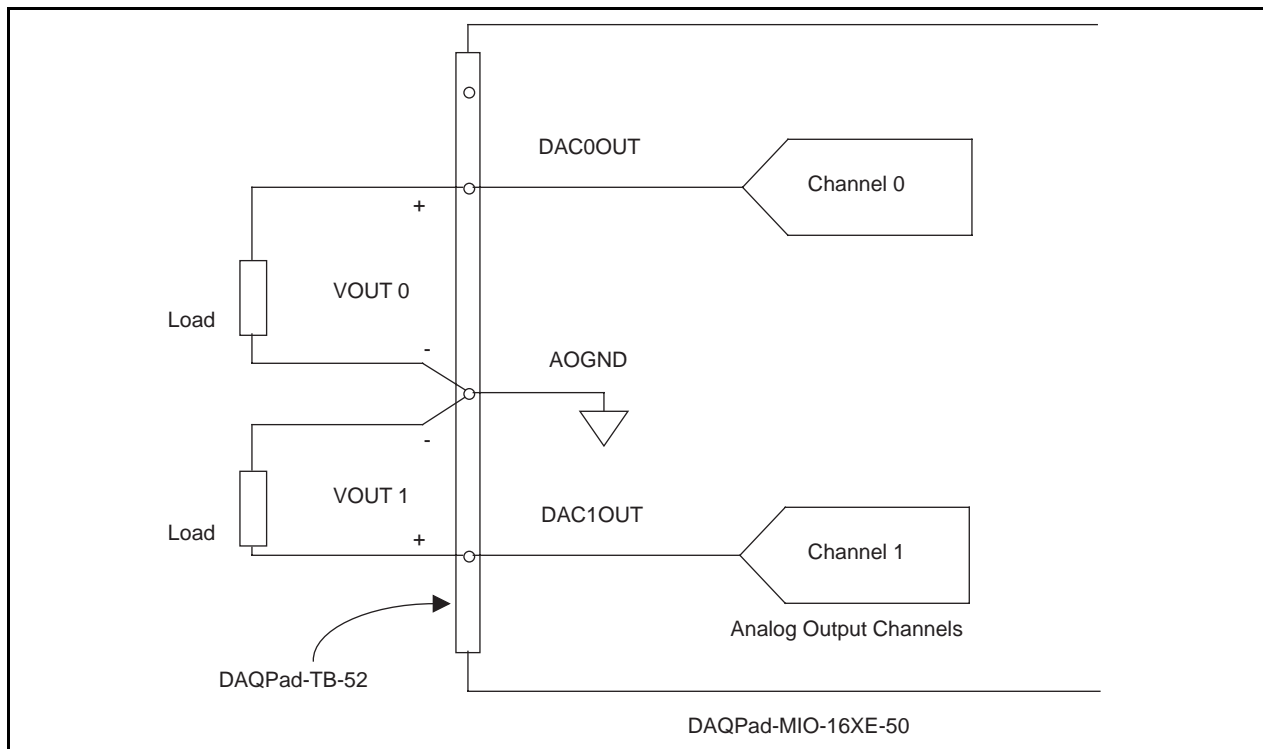 DAC0OUT
Channel 0
+
VOUT 0
Load
-
AOGND
-
VOUT 1
DAC1OUT
Load
+
Channel 1
Analog Output Channels
DAQPad-TB-52
DAQPad-MIO-16XE-50